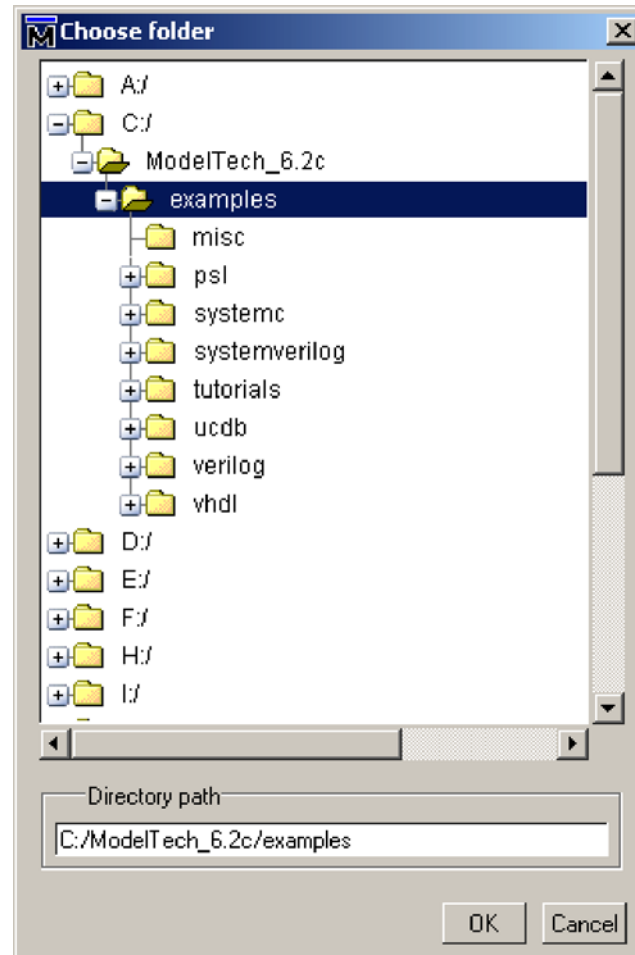 Choose folder
A:/
C:/
ModelTech_6.2c
examples
misc
psl
systemc
systemverilog
tutorials
ucdb
verilog
vhdl
D:/
E:/
F:/
H:/
I:/
Directory path
C:/ModelTech_6.2c/examples
OK Cancel